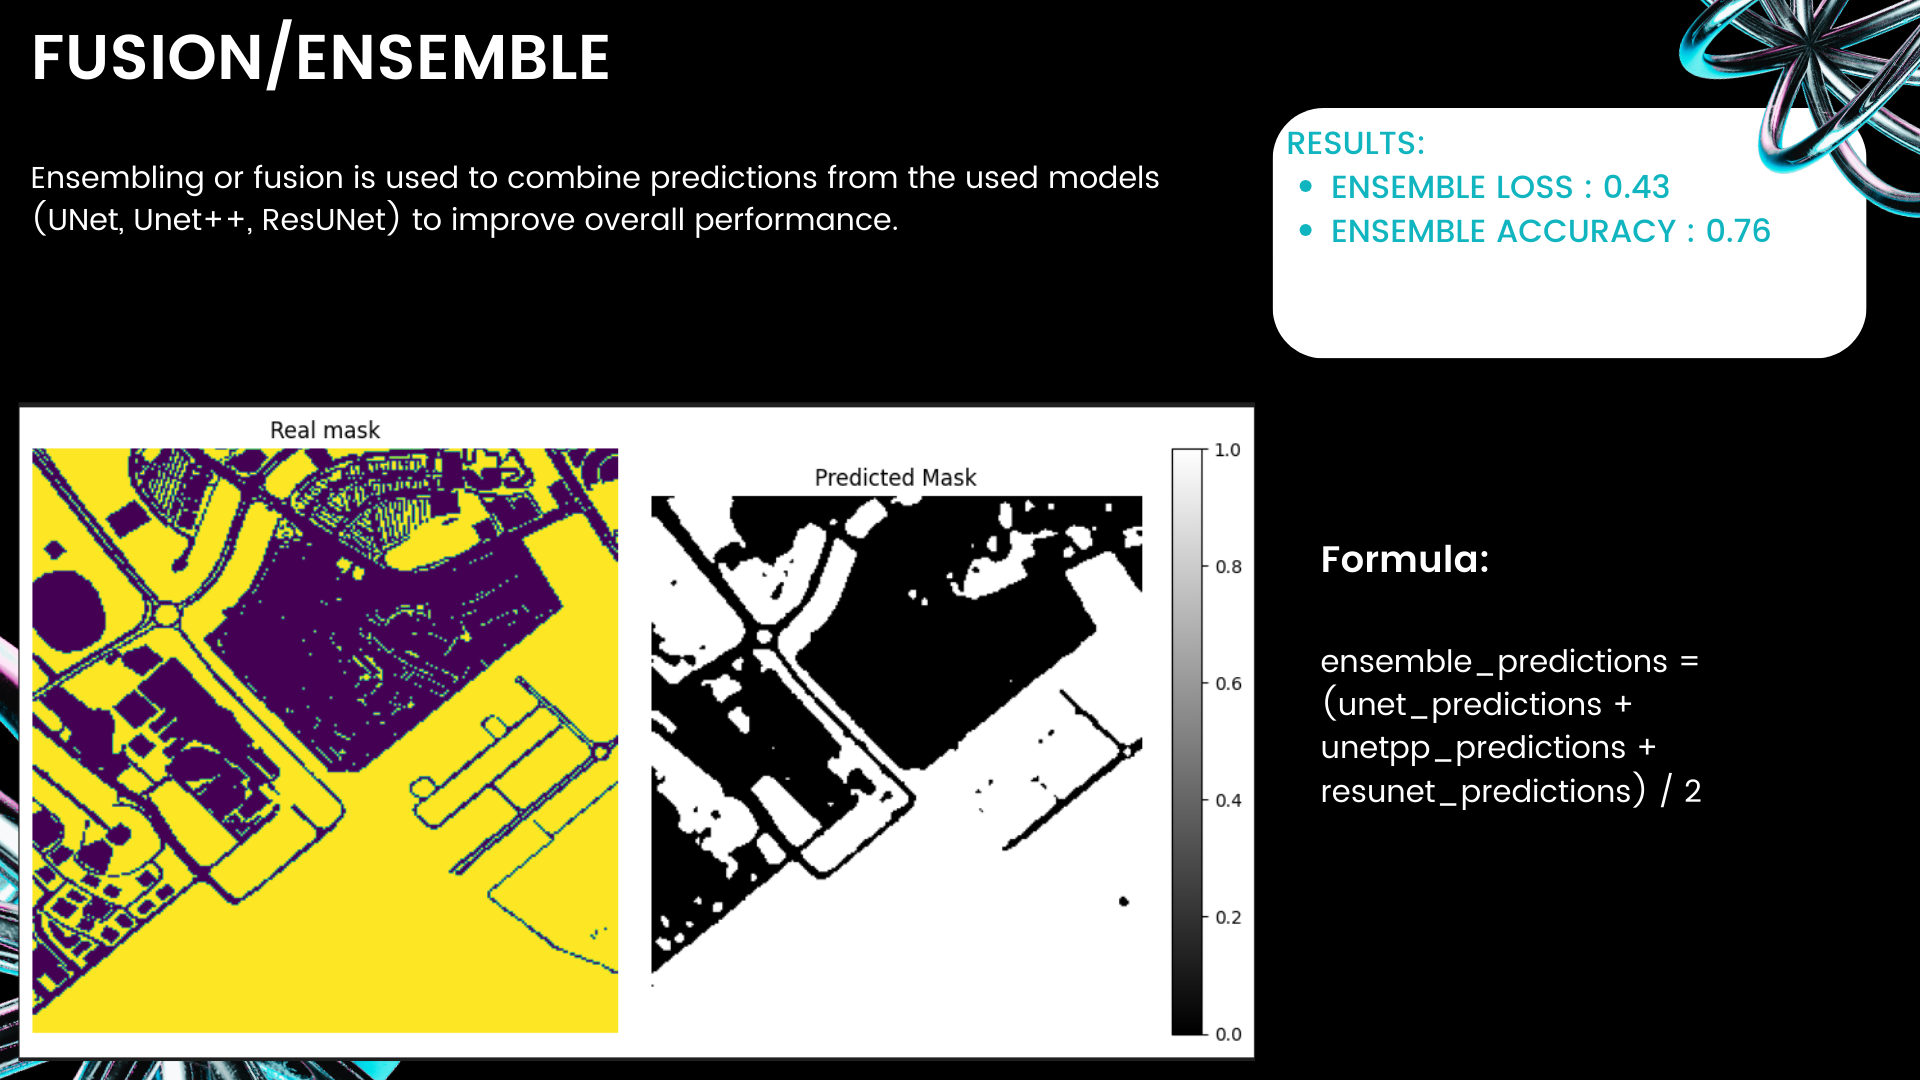 FUSION/ENSEMBLE
Ensembling or fusion is used to combine predictions from the used models
(UNet, Unet++, ResUNet) to improve overall performance.
RESULTS:
• ENSEMBLE LOSS : 0.43
• ENSEMBLE ACCURACY : 0.76
Real mask
Predicted Mask
1.0
0.8
0.6
0.4
0.2
0.0
Formula:
ensemble_predictions =
(unet_predictions +
unetpp_predictions +
resunet_predictions) / 2